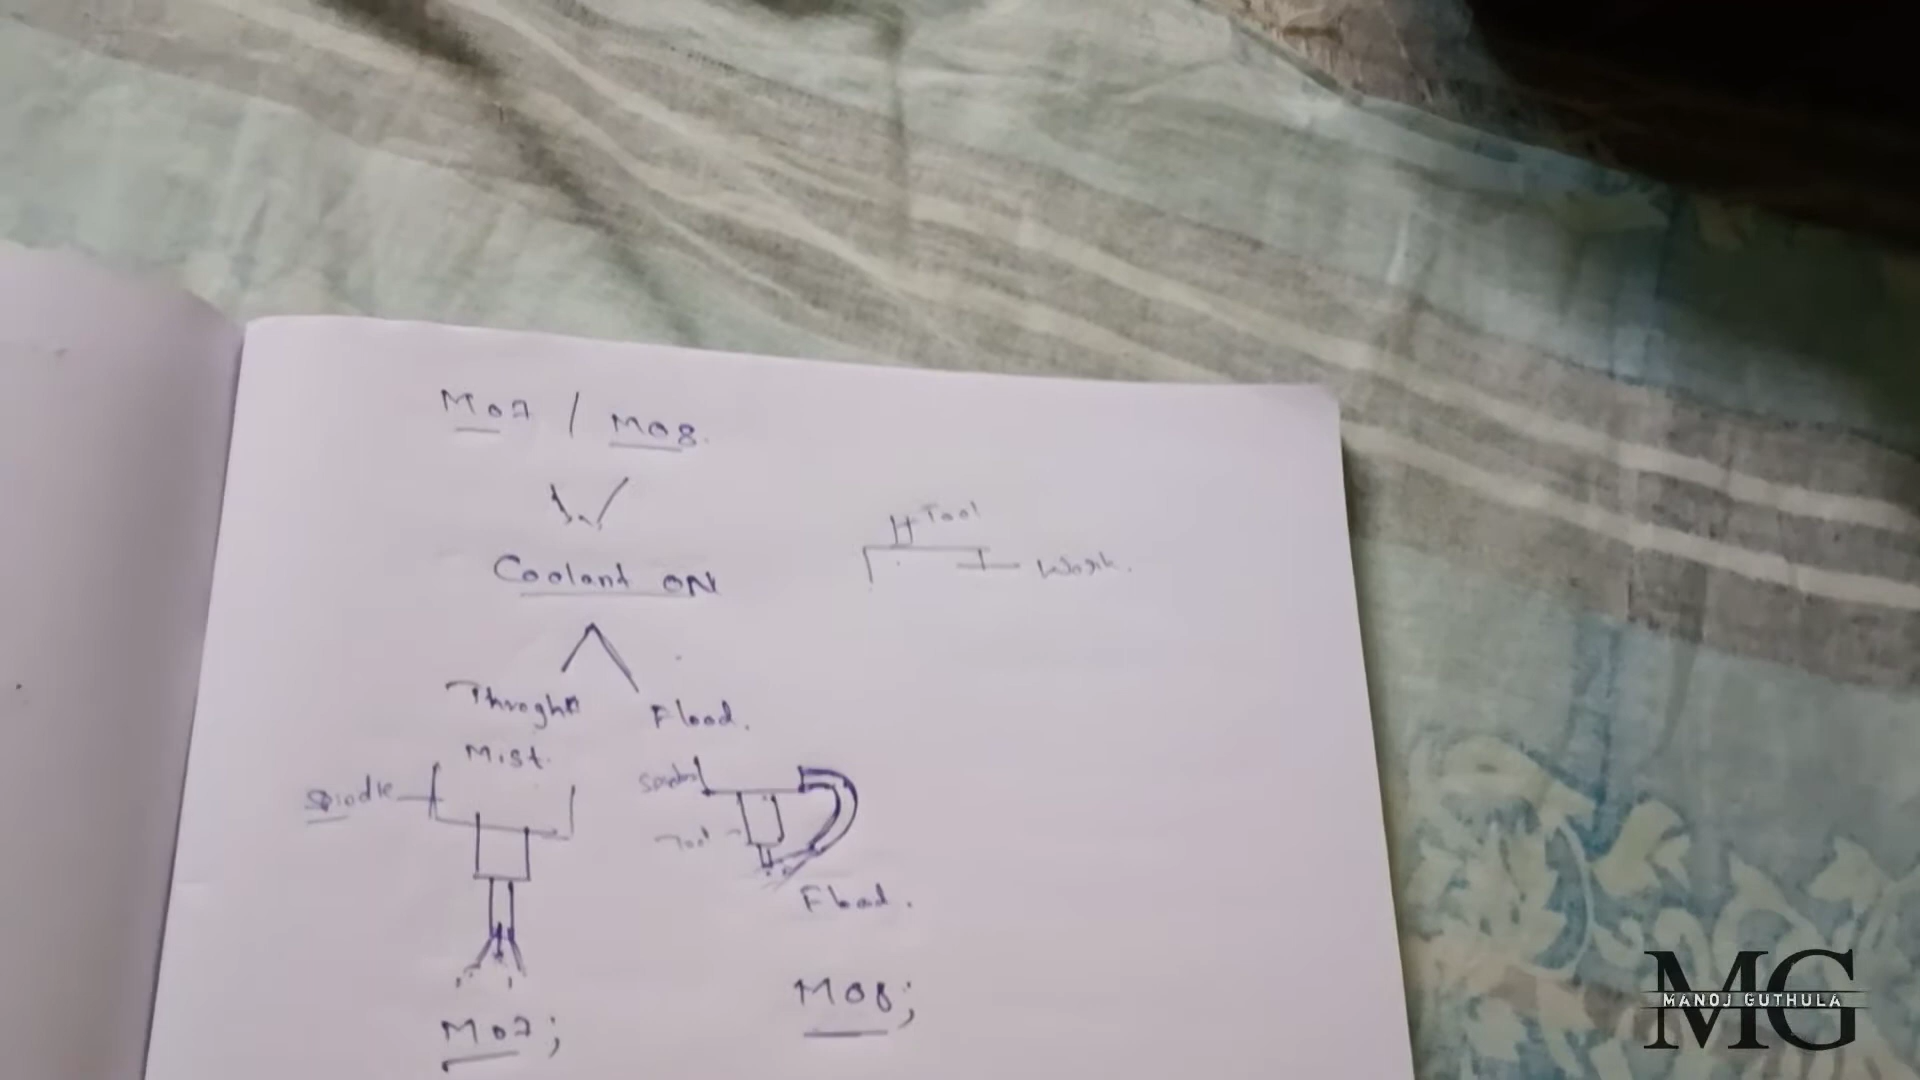 M07 / M08.
Coolant ON
Tool
Work.
Throgh
Flood.
Mist.
Spindle
Tool
Flood.
M07;
M08;
MG
MANOJ GUTHULA